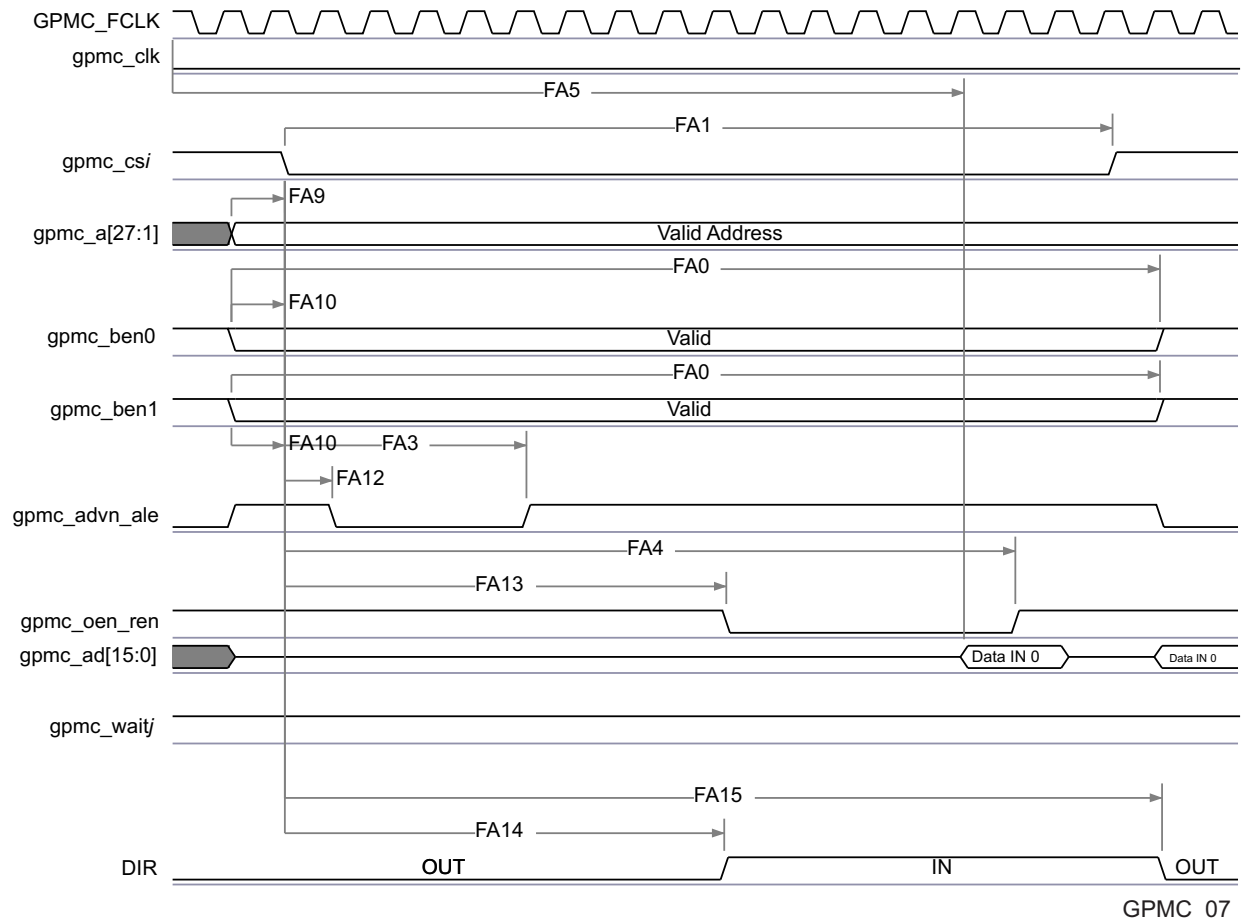 GPMC_FCLK
gpmc_clk
FA5
FA1
gpmc_csi
FA9
gpmc_a[27:1] Valid Address
FA0
FA10
gpmc_ben0 Valid
FA0
gpmc_ben1 Valid
FA10 FA3
FA12
gpmc_advn_ale
FA4
FA13
gpmc_oen_ren
gpmc_ad[15:0] Data IN 0 Data IN 0
gpmc_waitj
FA15
FA14
DIR OUT IN OUT
GPMC_07